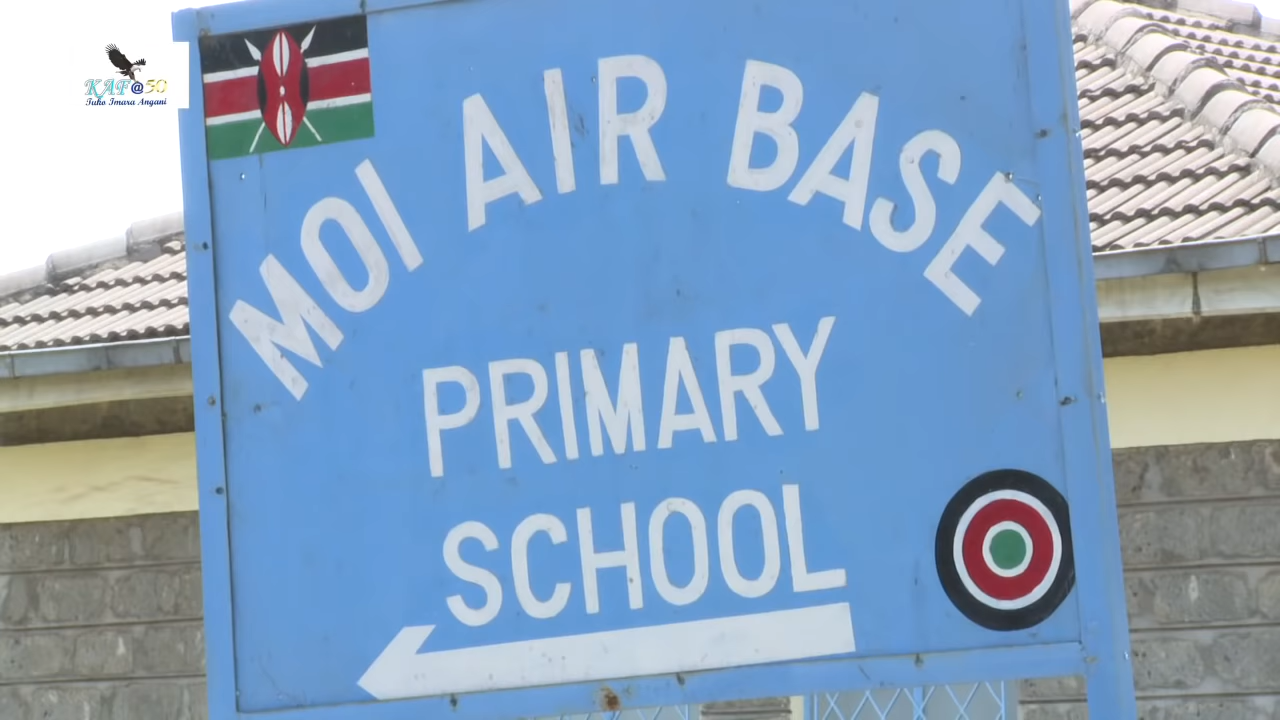 KAF@50
Tuko Imara Angani
MOI AIR BASE
PRIMARY
SCHOOL